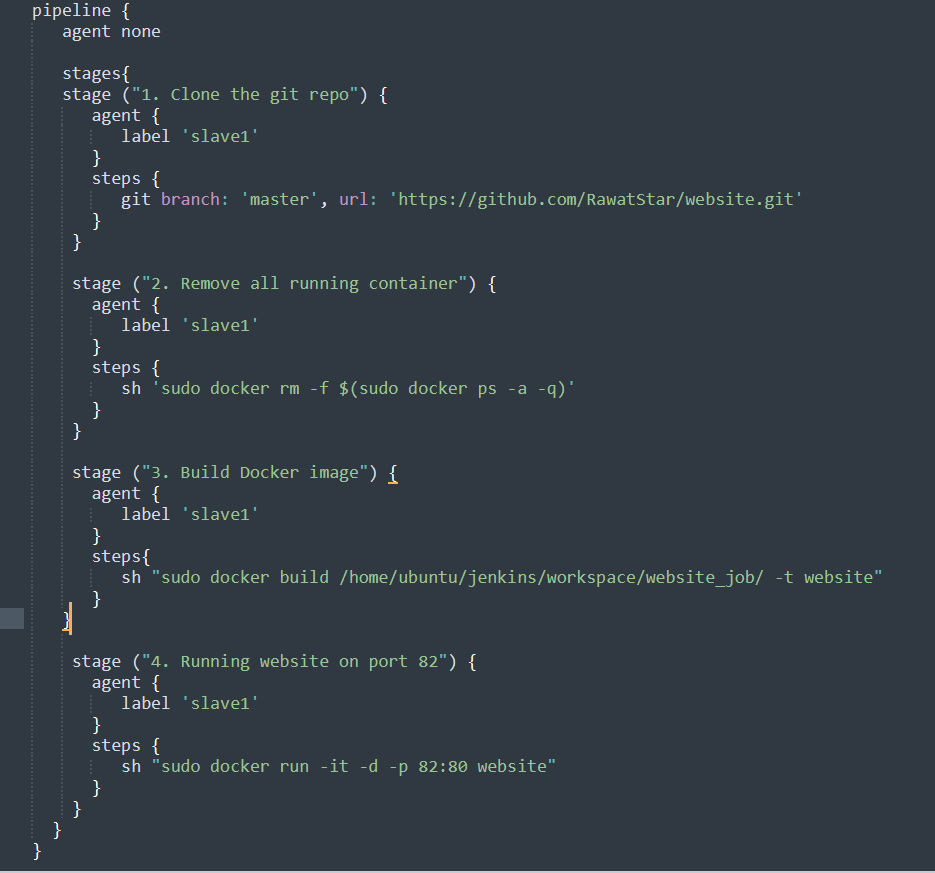 pipeline {
agent none
stages{
stage ("1. Clone the git repo") {
agent {
label 'slave1'
}
steps {
git branch: 'master', url: 'https://github.com/RawatStar/website.git'
}
}
stage ("2. Remove all running container") {
agent {
label 'slave1'
}
steps {
sh 'sudo docker rm -f $(sudo docker ps -a -q)'
}
}
stage ("3. Build Docker image") {
agent {
label 'slave1'
}
steps{
sh "sudo docker build /home/ubuntu/jenkins/workspace/website_job/ -t website"
}
}
stage ("4. Running website on port 82") {
agent {
label 'slave1'
}
steps {
sh "sudo docker run -it -d -p 82:80 website"
}
}
}
}